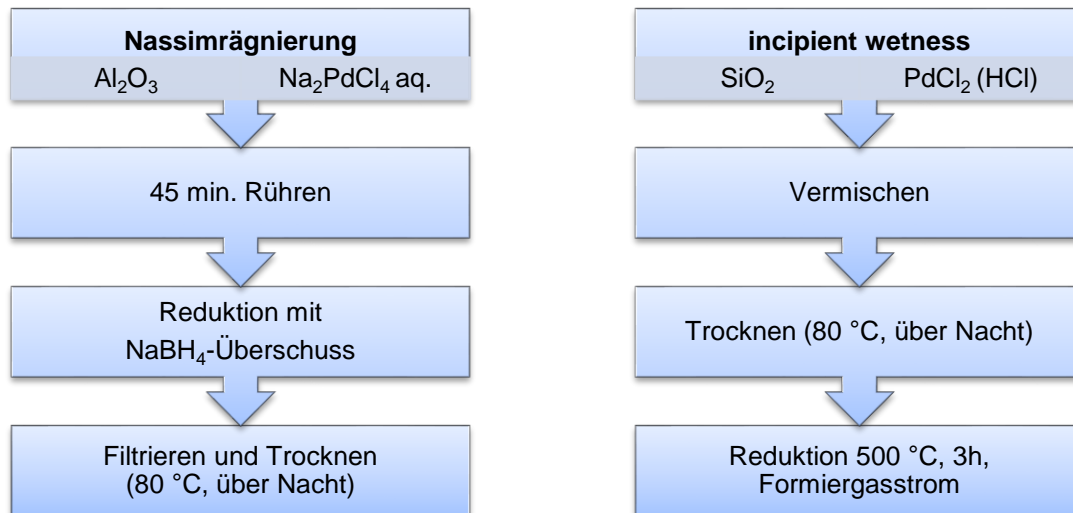 Nassimrägnierung
Al₂O₃ Na₂PdCl₄ aq.
45 min. Rühren
Reduktion mit
NaBH₄-Überschuss
Filtrieren und Trocknen
(80 °C, über Nacht)
incipient wetness
SiO₂ PdCl₂ (HCl)
Vermischen
Trocknen (80 °C, über Nacht)
Reduktion 500 °C, 3h,
Formiergasstrom